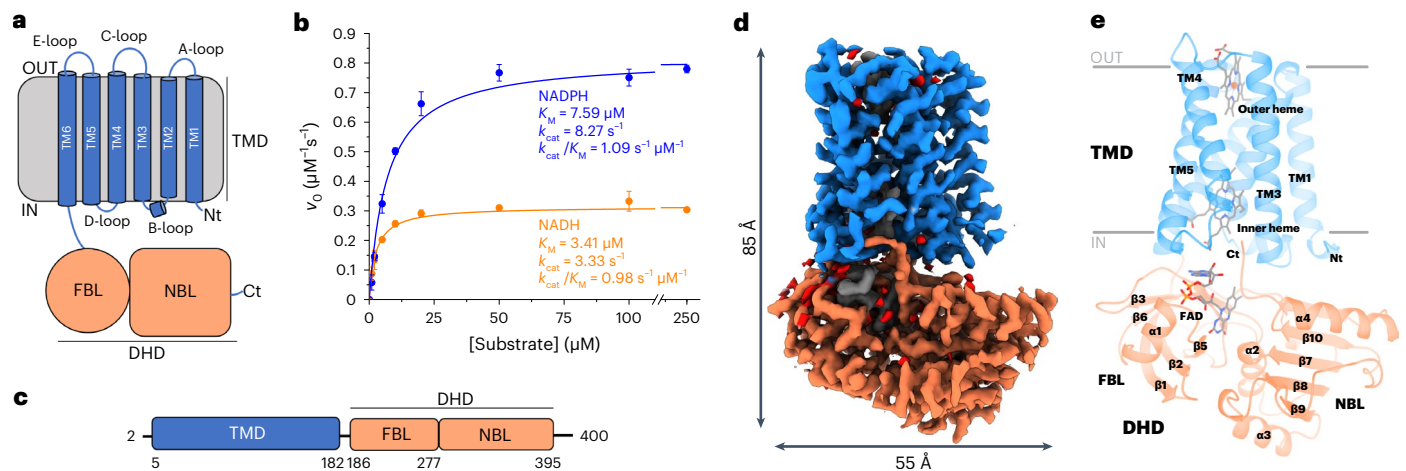 a
E-loop
C-loop
A-loop
OUT
TM6
TM5
TM4
TM3
TM2
TM1
TMD
IN
D-loop
B-loop
Nt
FBL
NBL
Ct
DHD
b
0.9
0.8
0.7
0.6
0.5
0.4
0.3
0.2
0.1
0
v0 (μM−1 s−1)
NADPH
KM = 7.59 μM
kcat = 8.27 s−1
kcat /KM = 1.09 s−1 μM−1
NADH
KM = 3.41 μM
kcat = 3.33 s−1
kcat/KM = 0.98 s−1 μM−1
0 25 50 75 100 250
[Substrate] (μM)
c
DHD
2
TMD
FBL
NBL
400
5
182
186
277
395
d
85 Å
55 Å
e
OUT
TM4
Outer heme
TMD
TM5
TM3
TM1
Inner heme
IN
Ct
Nt
β3
β6
α1
FAD
β5
β2
β1
FBL
α4
β10
α2
β7
β8
β9
NBL
α3
DHD